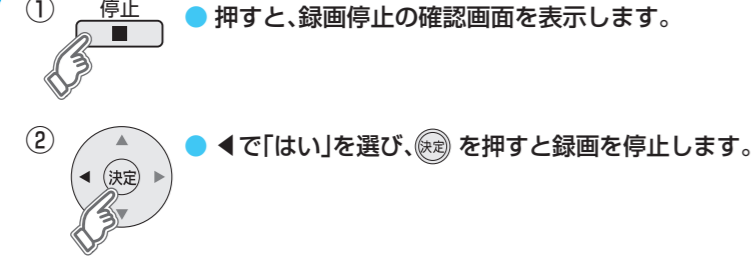 ① 停止 ● 押すと、録画停止の確認画面を表示します。
② 決定 ● ◀で「はい」を選び、決定 を押すと録画を停止します。